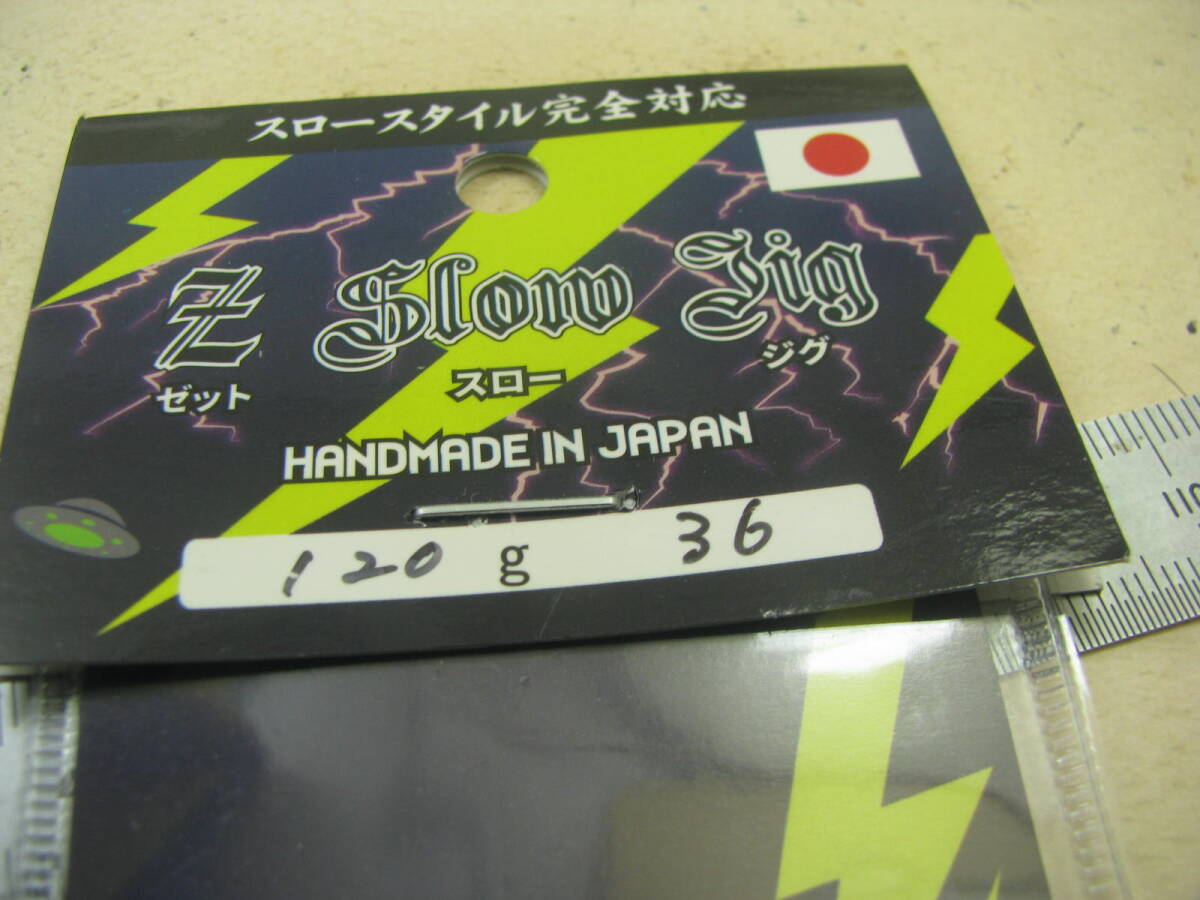 スロースタイル完全対応
Z Slow Jig
ゼット スロー ジグ
HANDMADE IN JAPAN
120 g 36